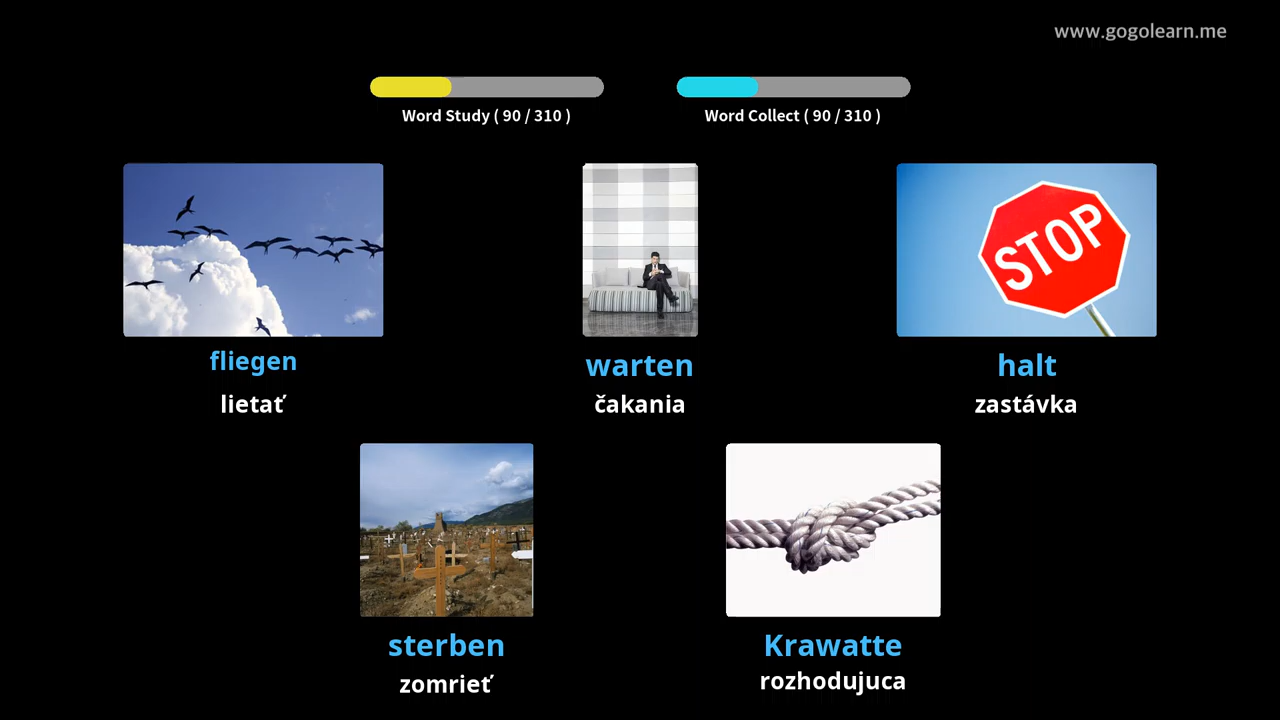 www.gogolearn.me
Word Study ( 90 / 310 )
Word Collect ( 90 / 310 )
STOP
fliegen
lietať
warten
čakania
halt
zastávka
sterben
zomrieť
Krawatte
rozhodujuca